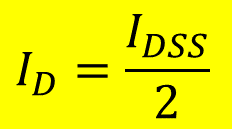 I_D = I_DSS / 2